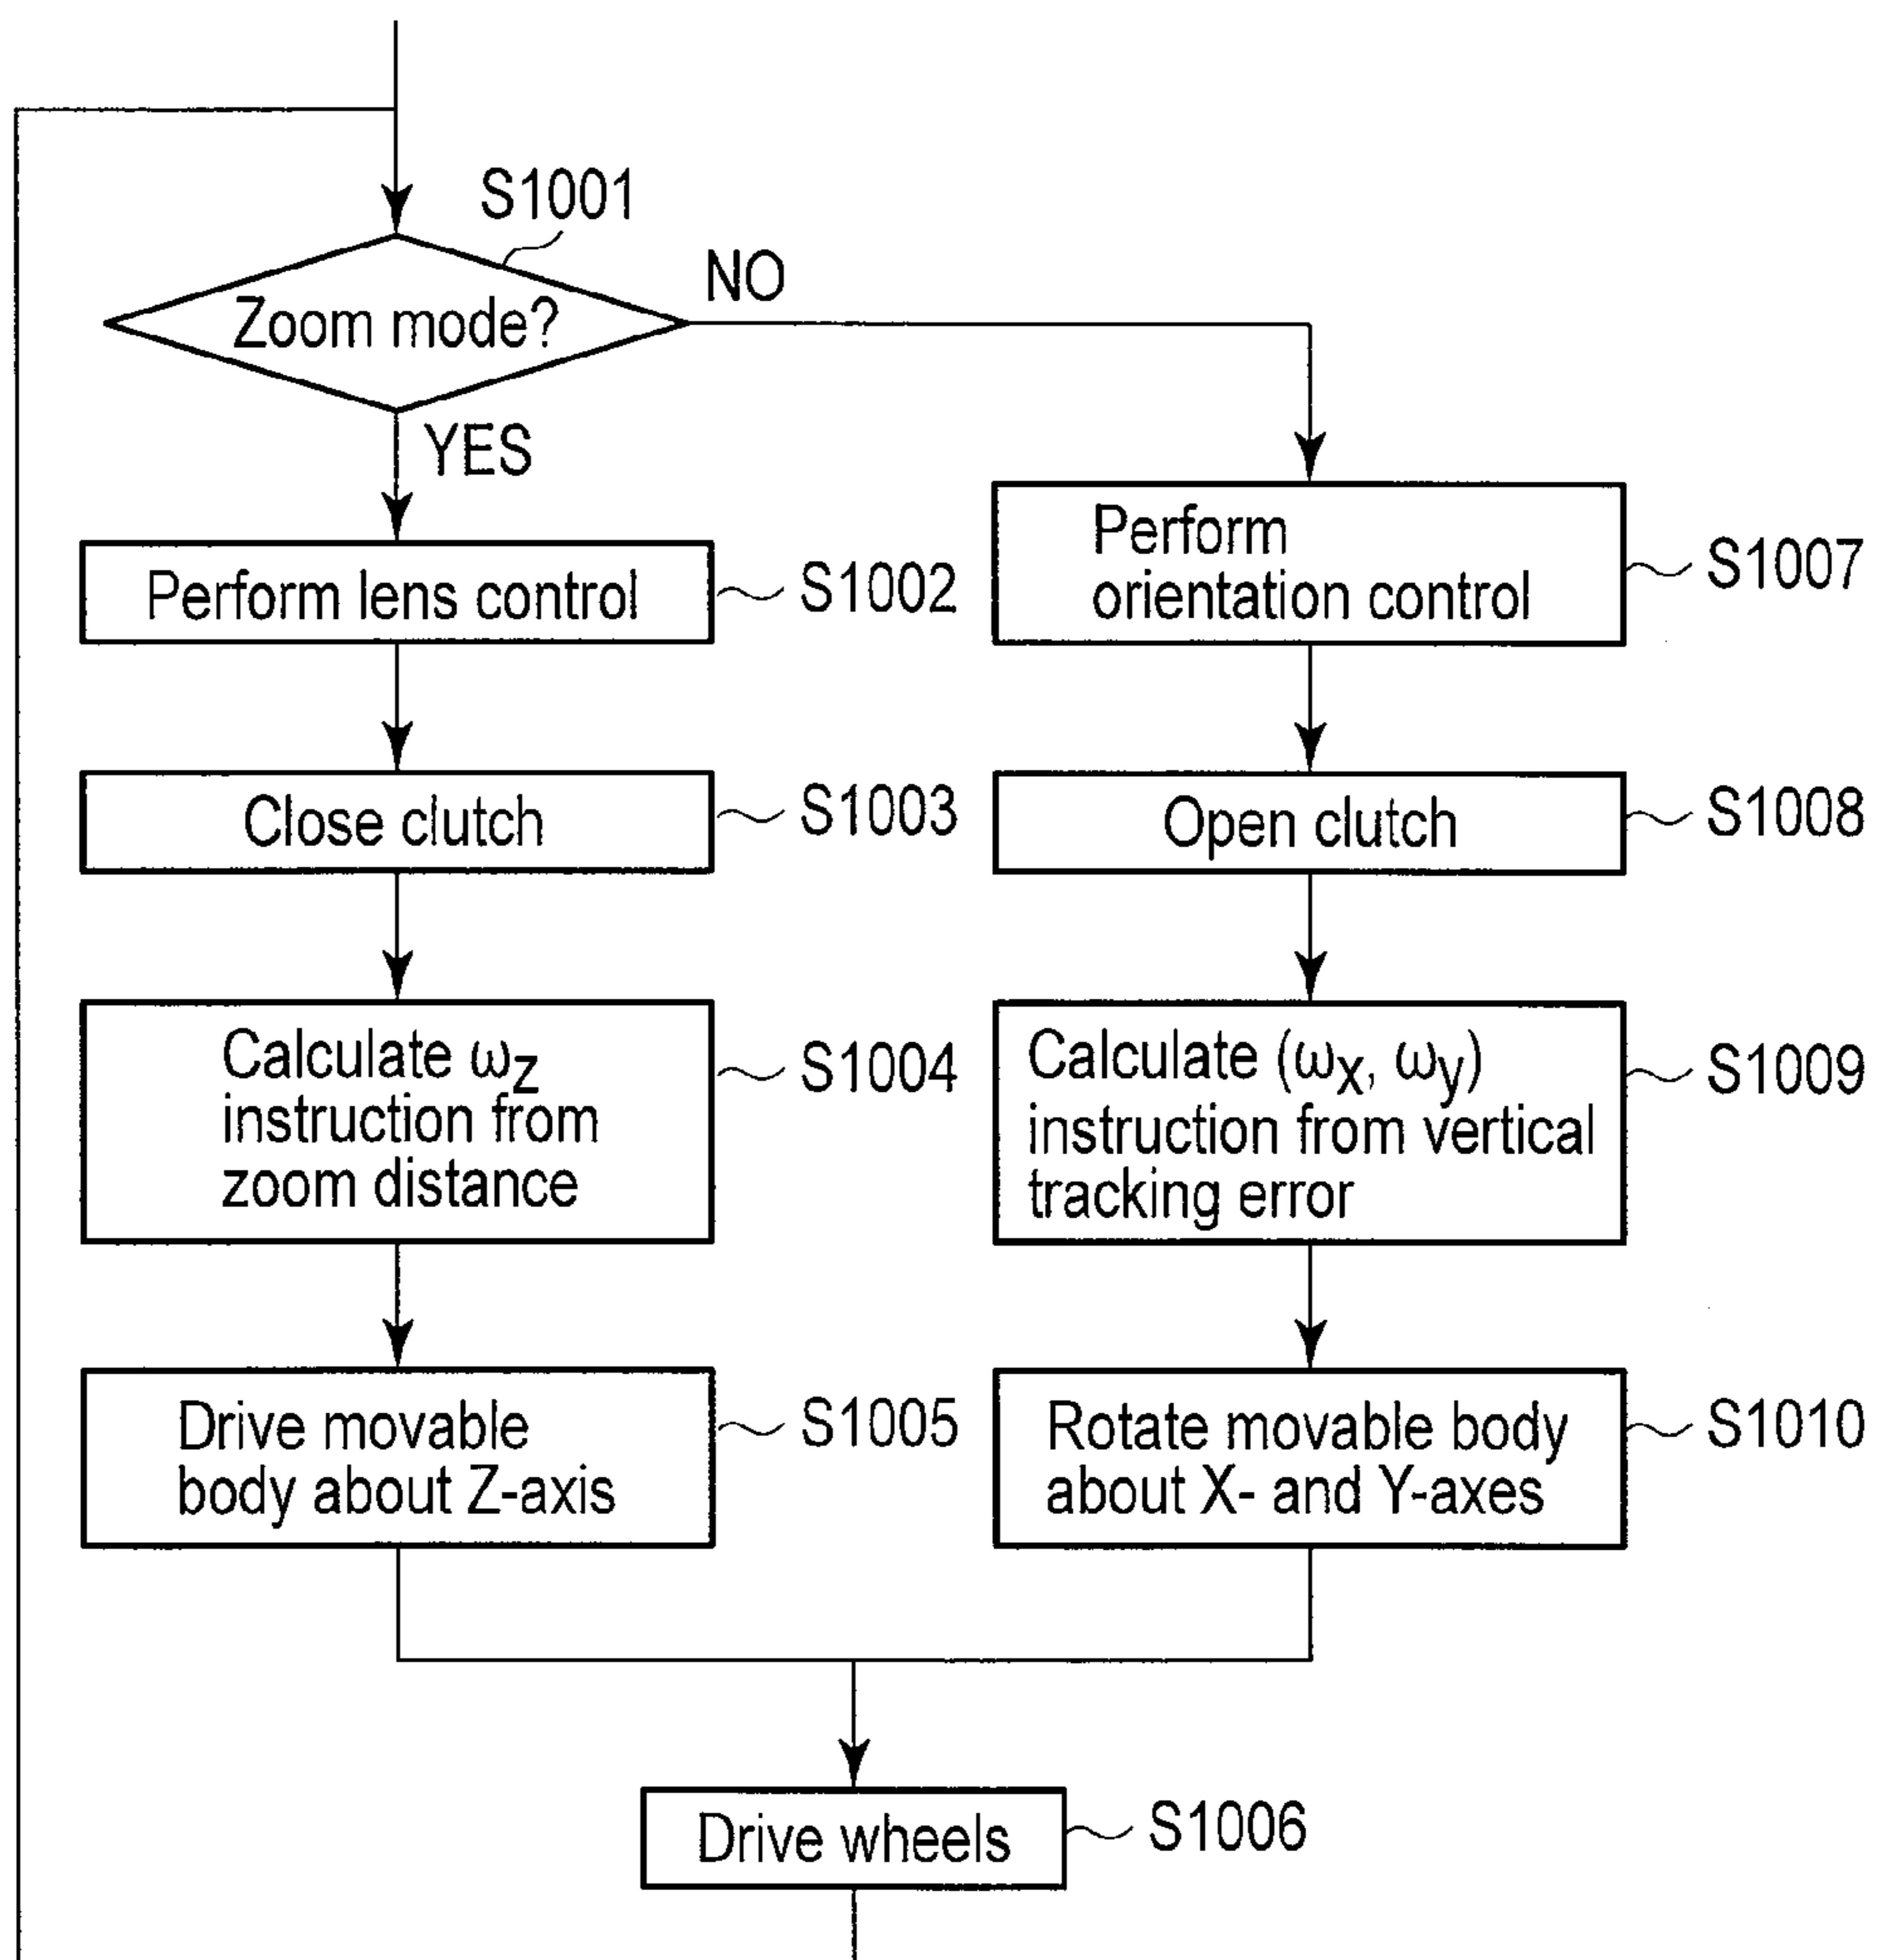 S1001
Zoom mode?
NO
YES
Perform lens control
S1002
Close clutch
S1003
Calculate ωz
instruction from
zoom distance
S1004
Drive movable
body about Z-axis
S1005
Perform
orientation control
S1007
Open clutch
S1008
Calculate (ωx, ωy)
instruction from vertical
tracking error
S1009
Rotate movable body
about X- and Y-axes
S1010
Drive wheels
S1006